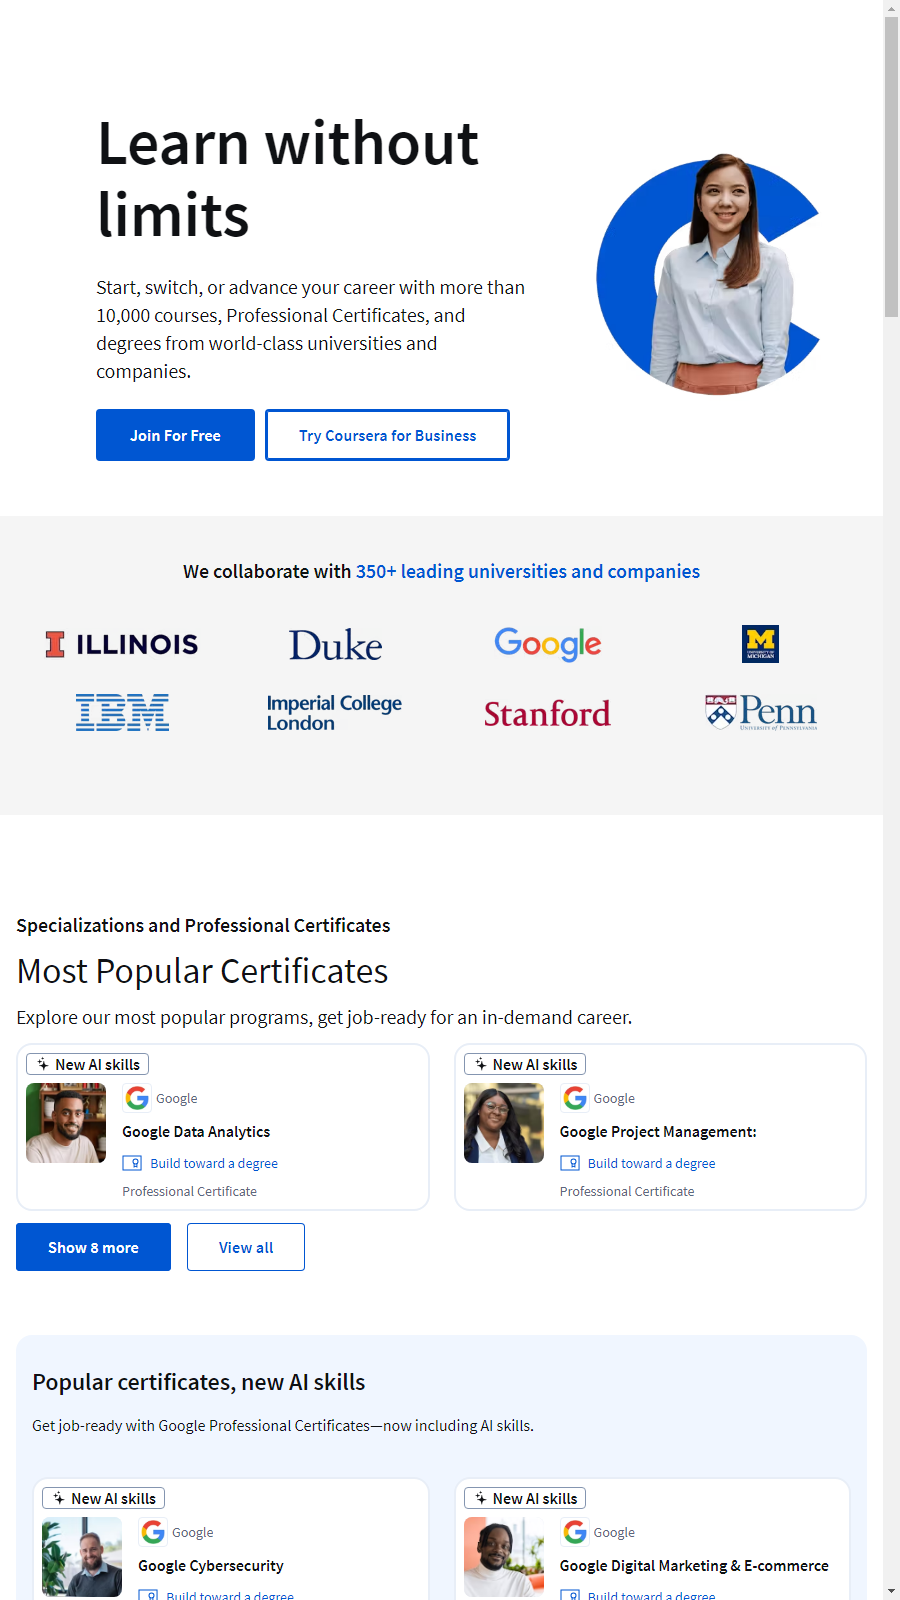 Learn without
limits
Start, switch, or advance your career with more than
10,000 courses, Professional Certificates, and
degrees from world-class universities and
companies.
Join For Free
Try Coursera for Business
We collaborate with 350+ leading universities and companies
I ILLINOIS
Duke
Google
M
UNIVERSITY OF
MICHIGAN
IBM
Imperial College
London
Stanford
Penn
UNIVERSITY of PENNSYLVANIA
Specializations and Professional Certificates
Most Popular Certificates
Explore our most popular programs, get job-ready for an in-demand career.
New AI skills
Google
Google Data Analytics
Build toward a degree
Professional Certificate
New AI skills
Google
Google Project Management:
Build toward a degree
Professional Certificate
Show 8 more
View all
Popular certificates, new AI skills
Get job-ready with Google Professional Certificates—now including AI skills.
New AI skills
Google
Google Cybersecurity
Build toward a degree
New AI skills
Google
Google Digital Marketing & E-commerce
Build toward a degree